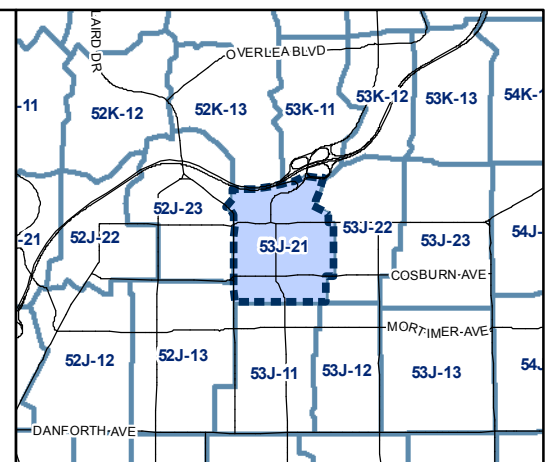 LAIRD DR
OVERLEA BLVD
-11
52K-12
52K-13
53K-11
53K-12
53K-13
54K-1
-21
52J-22
52J-23
53J-21
53J-22
53J-23
54J-
COSBURN AVE
MORTIMER AVE
52J-12
52J-13
53J-11
53J-12
53J-13
54J
DANFORTH AVE